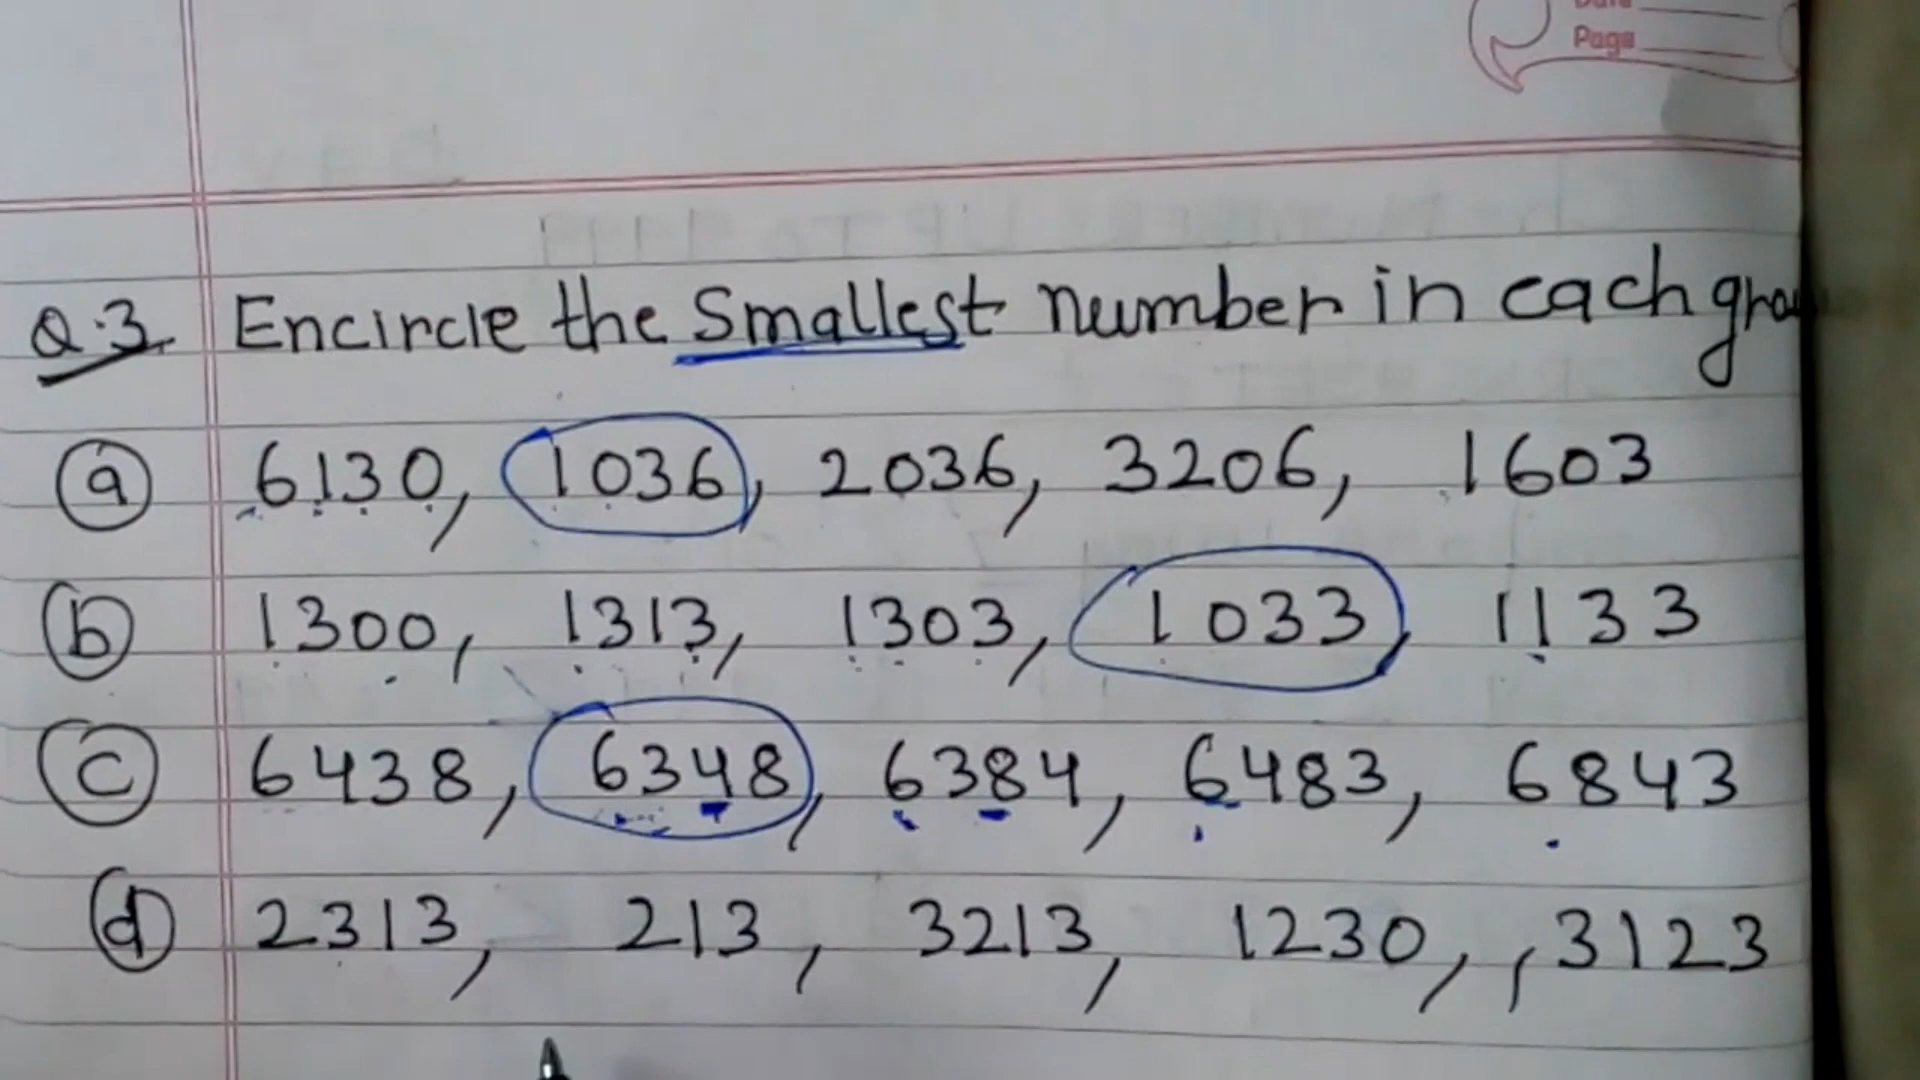 Page
Q.3. Encircle the Smallest number in each
a 6130, 1036, 2036, 3206, 1603
b 1300, 1313, 1303, 1033, 1133
c 6438, 6348, 6384, 6483, 6843
d 2313, 213, 3213, 1230, , 3123